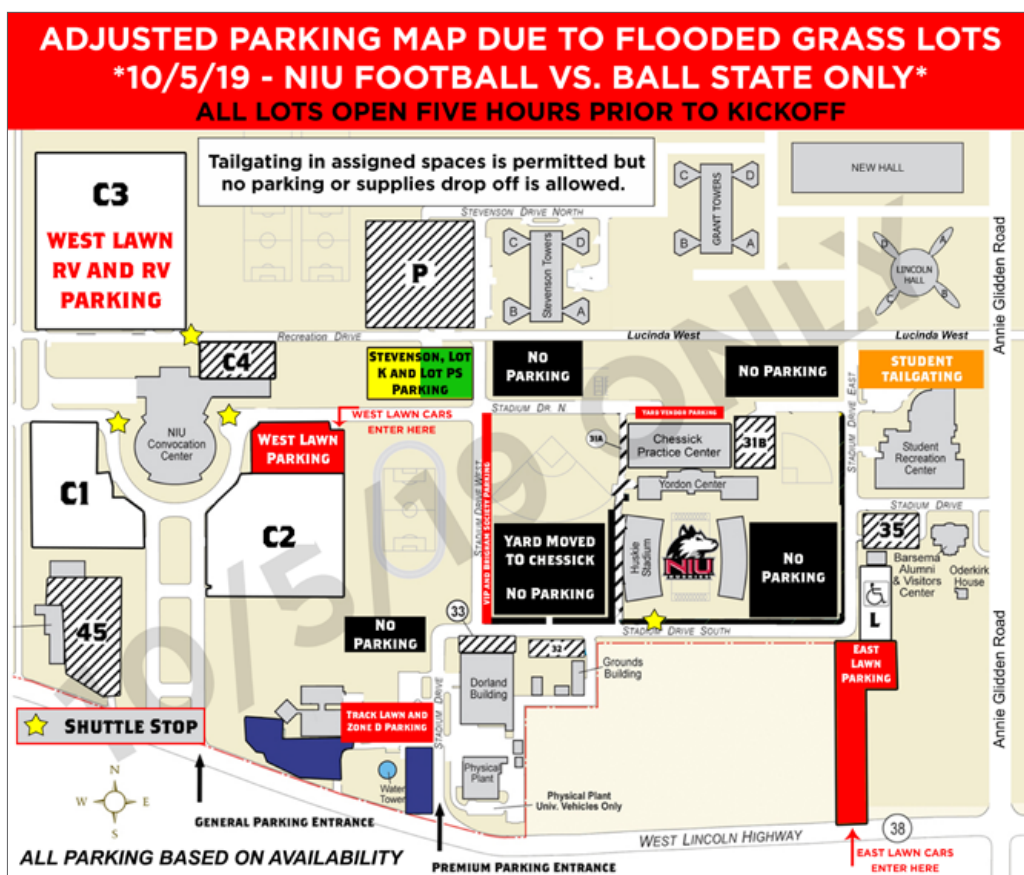 ADJUSTED PARKING MAP DUE TO FLOODED GRASS LOTS
*10/5/19 - NIU FOOTBALL VS. BALL STATE ONLY*
ALL LOTS OPEN FIVE HOURS PRIOR TO KICKOFF
Tailgating in assigned spaces is permitted but
no parking or supplies drop off is allowed.
C3
WEST LAWN
RV AND RV
PARKING
P
STEVENSON DRIVE NORTH
C
D
Stevenson Towers
B
A
C
D
GRANT TOWERS
B
A
NEW HALL
D
A
LINCOLN
HALL
C
B
Annie Glidden Road
Recreation Drive
Lucinda West
Lucinda West
C4
STEVENSON, LOT
K AND LOT PS
PARKING
NO
PARKING
NO PARKING
STUDENT
TAILGATING
STADIUM DR. N
STADIUM DRIVE EAST
WEST LAWN CARS
ENTER HERE
YARD VENDOR PARKING
NIU
Convocation
Center
WEST LAWN
PARKING
31A
Chessick
Practice Center
31B
Student
Recreation
Center
C1
C2
STADIUM DRIVE WEST
VIP AND BRIGHAM SOCIETY PARKING
Yordon Center
STADIUM DRIVE
YARD MOVED
TO CHESSICK
NO PARKING
Huskie
Stadium
NIU
HUSKIES
NO
PARKING
35
Barsema
Alumni
& Visitors
Center
Oderkirk
House
L
45
NO
PARKING
33
32
STADIUM DRIVE SOUTH
Dorland
Building
Grounds
Building
EAST
LAWN
PARKING
Annie Glidden Road
SHUTTLE STOP
TRACK LAWN AND
ZONE D PARKING
STADIUM DRIVE
Water
Tower
Physical
Plant
Physical Plant
Univ. Vehicles Only
N
W
E
S
GENERAL PARKING ENTRANCE
WEST LINCOLN HIGHWAY
38
ALL PARKING BASED ON AVAILABILITY
PREMIUM PARKING ENTRANCE
EAST LAWN CARS
ENTER HERE
10/5/19 ONLY